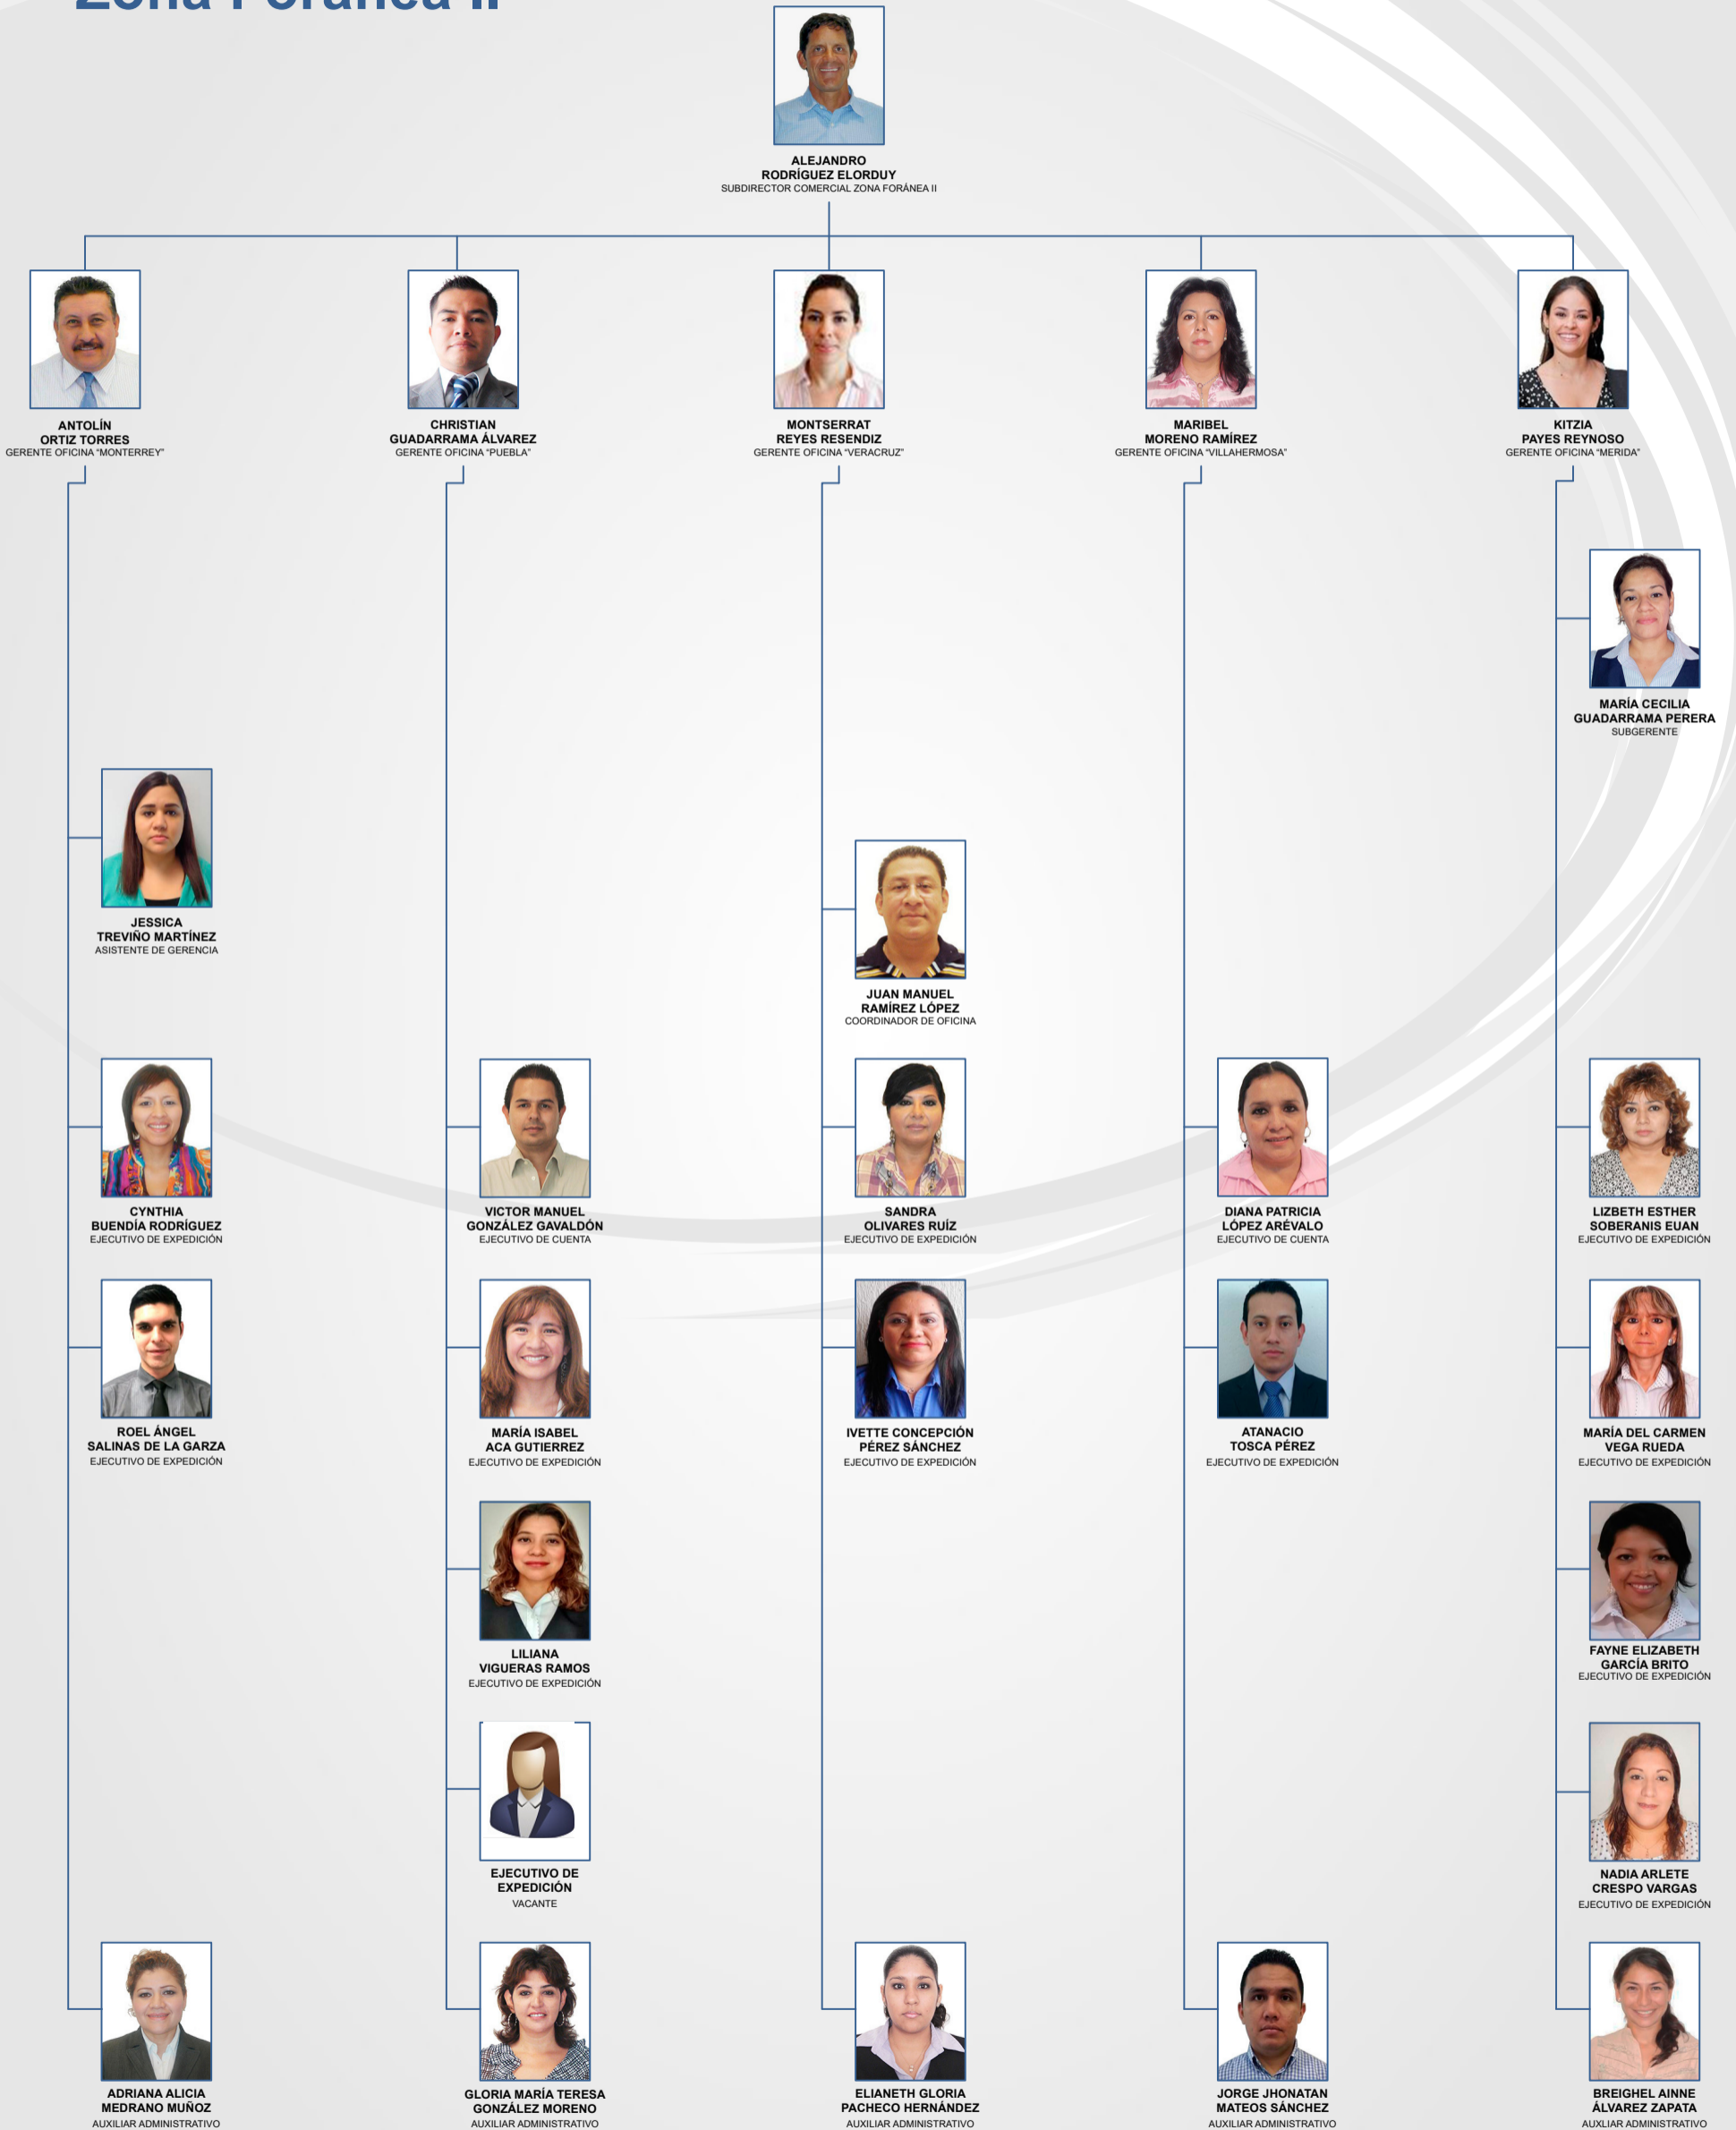 Zona Foránea II
ALEJANDRO
RODRÍGUEZ ELORDUY
SUBDIRECTOR COMERCIAL ZONA FORÁNEA II
ANTOLÍN
ORTIZ TORRES
GERENTE OFICINA “MONTERREY”
CHRISTIAN
GUADARRAMA ÁLVAREZ
GERENTE OFICINA “PUEBLA”
MONTSERRAT
REYES RESENDIZ
GERENTE OFICINA “VERACRUZ”
MARIBEL
MORENO RAMÍREZ
GERENTE OFICINA “VILLAHERMOSA”
KITZIA
PAYES REYNOSO
GERENTE OFICINA “MERIDA”
MARÍA CECILIA
GUADARRAMA PERERA
SUBGERENTE
JESSICA
TREVIÑO MARTÍNEZ
ASISTENTE DE GERENCIA
JUAN MANUEL
RAMÍREZ LÓPEZ
COORDINADOR DE OFICINA
CYNTHIA
BUENDÍA RODRÍGUEZ
EJECUTIVO DE EXPEDICIÓN
VICTOR MANUEL
GONZÁLEZ GAVALDÓN
EJECUTIVO DE CUENTA
SANDRA
OLIVARES RUÍZ
EJECUTIVO DE EXPEDICIÓN
DIANA PATRICIA
LÓPEZ ARÉVALO
EJECUTIVO DE CUENTA
LIZBETH ESTHER
SOBERANIS EUAN
EJECUTIVO DE EXPEDICIÓN
ROEL ÁNGEL
SALINAS DE LA GARZA
EJECUTIVO DE EXPEDICIÓN
MARÍA ISABEL
ACA GUTIERREZ
EJECUTIVO DE EXPEDICIÓN
IVETTE CONCEPCIÓN
PÉREZ SÁNCHEZ
EJECUTIVO DE EXPEDICIÓN
ATANACIO
TOSCA PÉREZ
EJECUTIVO DE EXPEDICIÓN
MARÍA DEL CARMEN
VEGA RUEDA
EJECUTIVO DE EXPEDICIÓN
LILIANA
VIGUERAS RAMOS
EJECUTIVO DE EXPEDICIÓN
FAYNE ELIZABETH
GARCÍA BRITO
EJECUTIVO DE EXPEDICIÓN
EJECUTIVO DE
EXPEDICIÓN
VACANTE
NADIA ARLETE
CRESPO VARGAS
EJECUTIVO DE EXPEDICIÓN
ADRIANA ALICIA
MEDRANO MUÑOZ
AUXILIAR ADMINISTRATIVO
GLORIA MARÍA TERESA
GONZÁLEZ MORENO
AUXILIAR ADMINISTRATIVO
ELIANETH GLORIA
PACHECO HERNÁNDEZ
AUXILIAR ADMINISTRATIVO
JORGE JHONATAN
MATEOS SÁNCHEZ
AUXILIAR ADMINISTRATIVO
BREIGHEL AINNE
ÁLVAREZ ZAPATA
AUXLIAR ADMINISTRATIVO